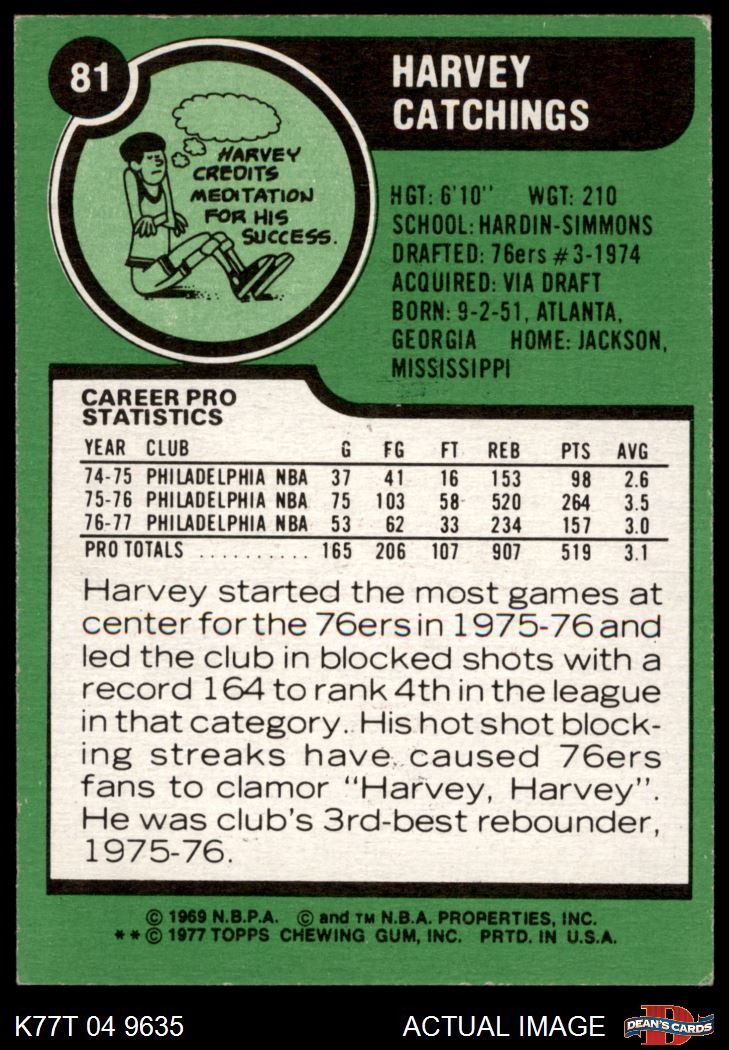 81
HARVEY
CATCHINGS
HARVEY
CREDITS
MEDITATION
FOR HIS
SUCCESS.
HGT: 6'10" WGT: 210
SCHOOL: HARDIN-SIMMONS
DRAFTED: 76ers #3-1974
ACQUIRED: VIA DRAFT
BORN: 9-2-51, ATLANTA,
GEORGIA HOME: JACKSON,
MISSISSIPPI
CAREER PRO
STATISTICS
YEAR CLUB G FG FT REB PTS AVG
74-75 PHILADELPHIA NBA 37 41 16 153 98 2.6
75-76 PHILADELPHIA NBA 75 103 58 520 264 3.5
76-77 PHILADELPHIA NBA 53 62 33 234 157 3.0
PRO TOTALS .......... 165 206 107 907 519 3.1
Harvey started the most games at
center for the 76ers in 1975-76 and
led the club in blocked shots with a
record 164 to rank 4th in the league
in that category. His hot shot block-
ing streaks have caused 76ers
fans to clamor "Harvey, Harvey".
He was club's 3rd-best rebounder,
1975-76.
© 1969 N.B.P.A. © and TM N.B.A. PROPERTIES, INC.
**© 1977 TOPPS CHEWING GUM, INC. PRTD. IN U.S.A.
K77T 04 9635 ACTUAL IMAGE D DEAN'S CARDS